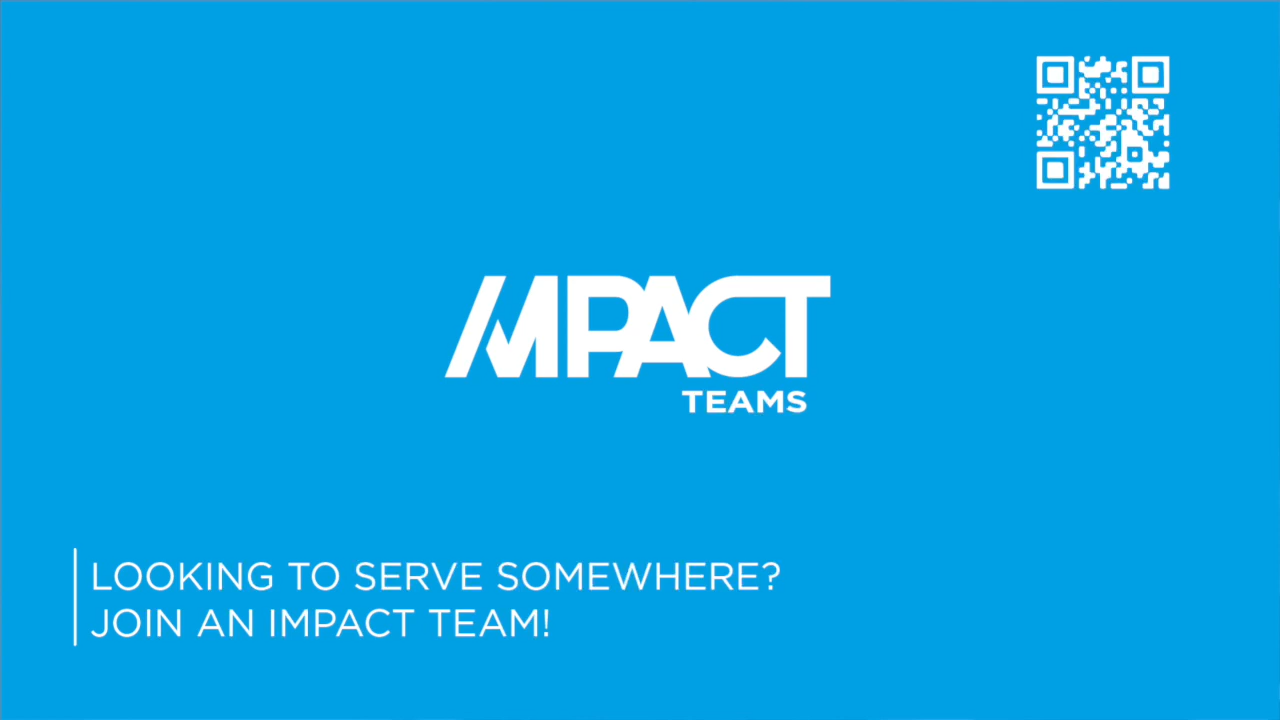 IMPACT
TEAMS
LOOKING TO SERVE SOMEWHERE?
JOIN AN IMPACT TEAM!